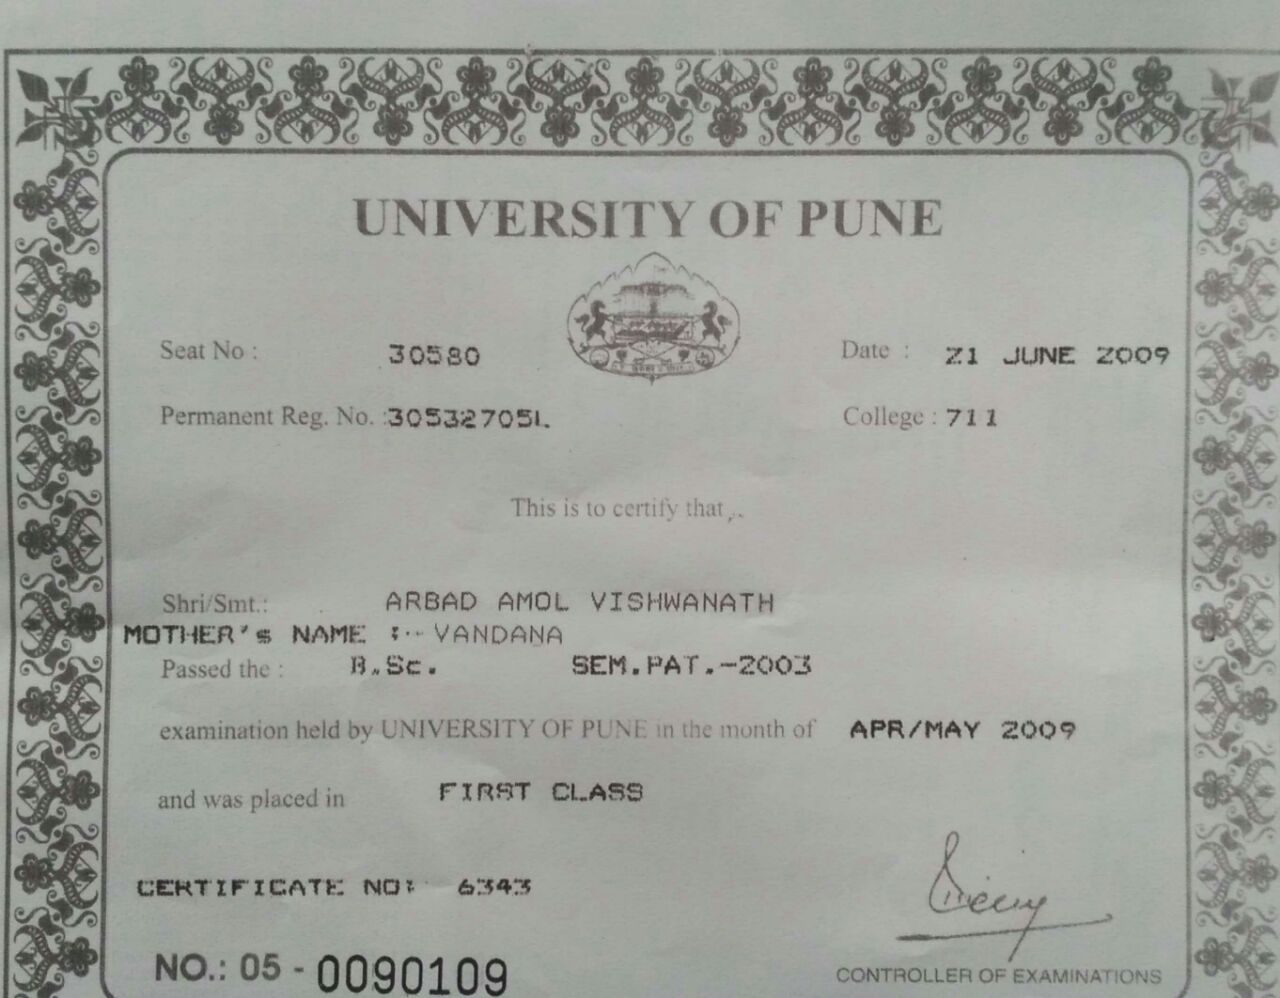 UNIVERSITY OF PUNE
Seat No : 30580 Date : 21 JUNE 2009
Permanent Reg. No. :305327051L College : 711
This is to certify that
Shri/Smt.: ARBAD AMOL VISHWANATH
MOTHER's NAME :- VANDANA
Passed the : B.Sc. SEM.PAT.-2003
examination held by UNIVERSITY OF PUNE in the month of APR/MAY 2009
and was placed in FIRST CLASS
CERTIFICATE NO: 6343
NO.: 05 - 0090109
CONTROLLER OF EXAMINATIONS